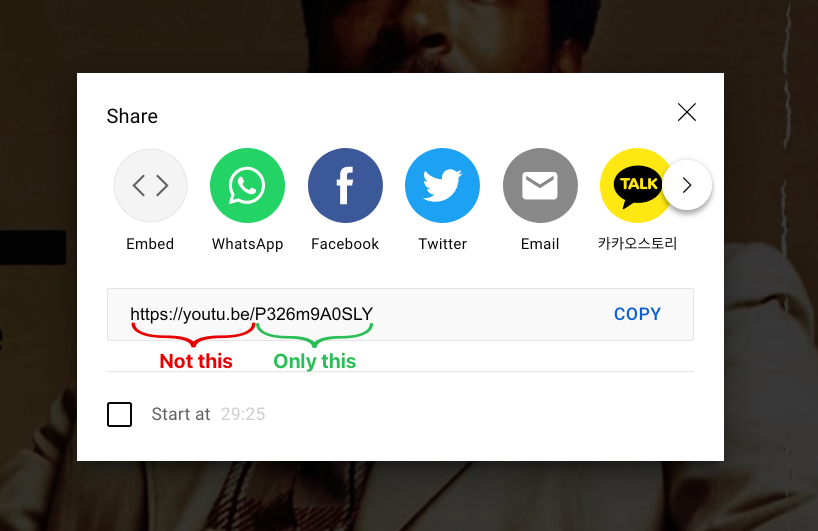 Share
TALK
Embed
WhatsApp
Facebook
Twitter
Email
카카오스토리
https://youtu.be/P326m9A0SLY
COPY
Not this
Only this
Start at 29:25